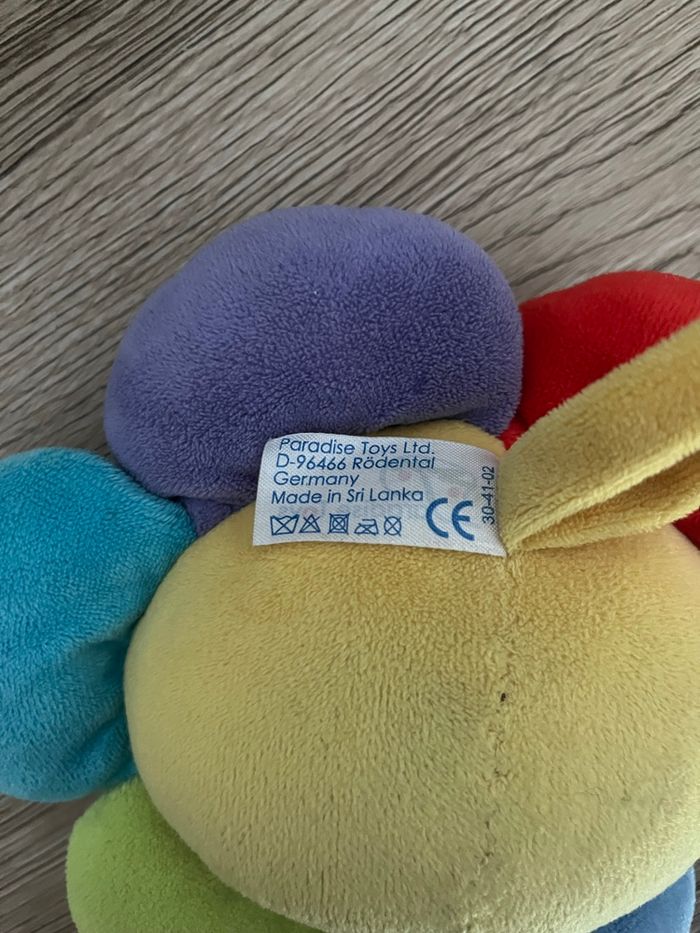 Paradise Toys Ltd.
D-96466 Rödental
Germany
Made in Sri Lanka
CE
30-41-02